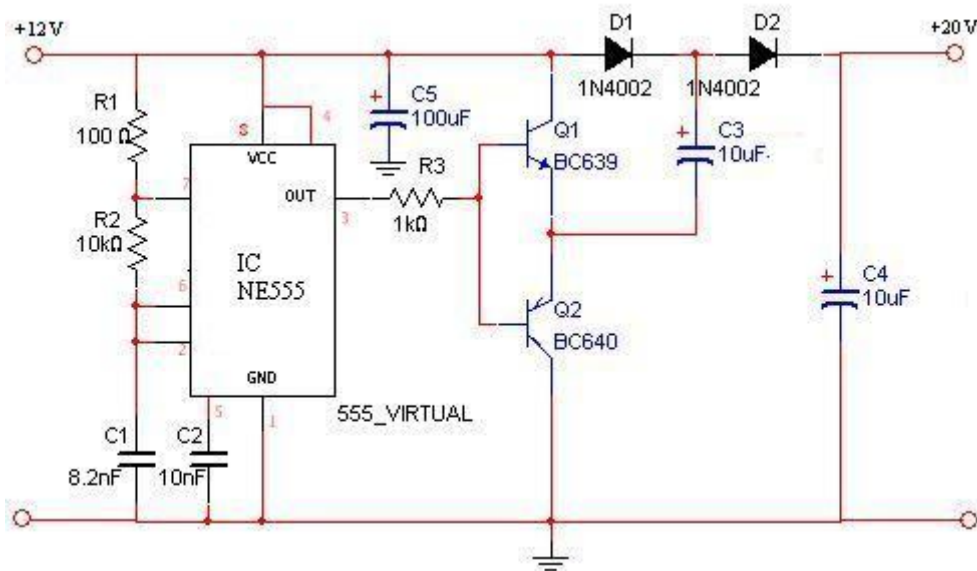 +12V
D1
D2
+20V
1N4002
1N4002
R1
100 Ω
8
4
C5
100uF
VCC
Q1
BC639
C3
10uF
7
OUT
R3
1kΩ
3
R2
10kΩ
IC
NE555
6
2
Q2
BC640
C4
10uF
GND
555_VIRTUAL
5
1
C1
8.2nF
C2
10nF